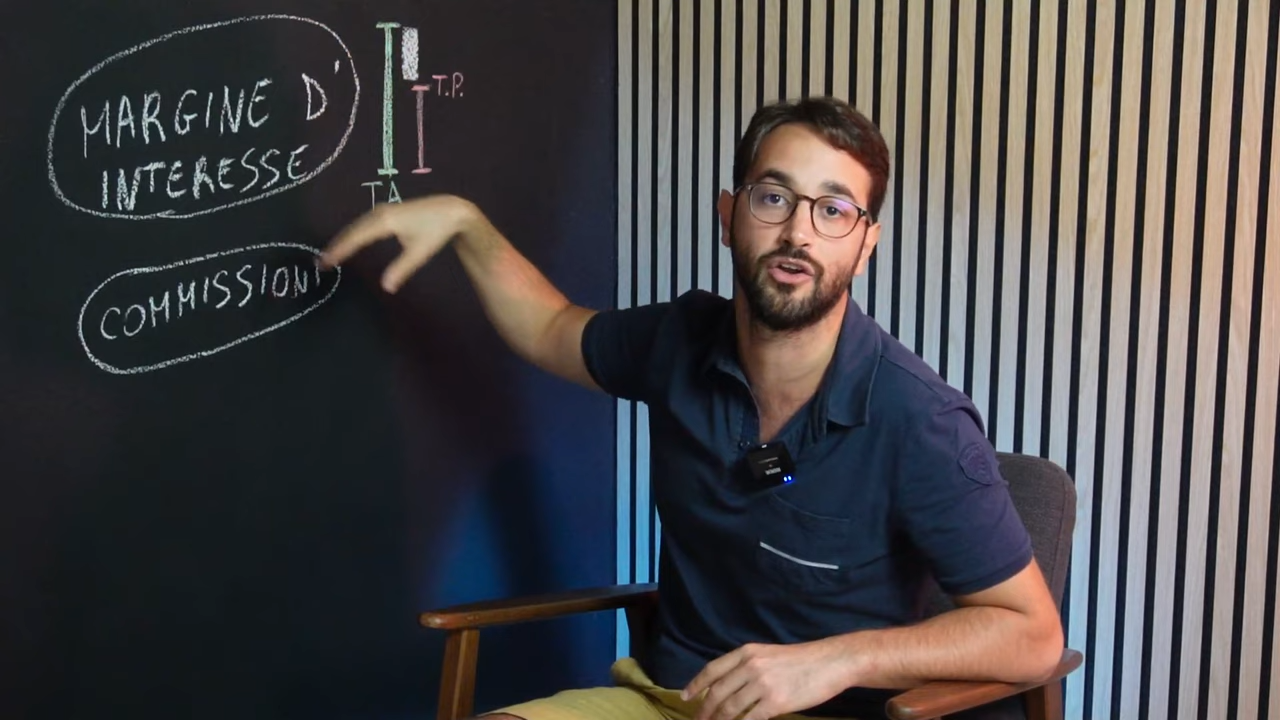 MARGINE D'
INTERESSE
T.P.
TA
COMMISSIONI